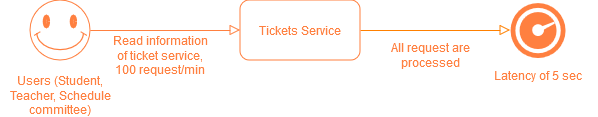 Users (Student,
Teacher, Schedule
committee)
Read information
of ticket service,
100 request/min
Tickets Service
All request are
processed
Latency of 5 sec